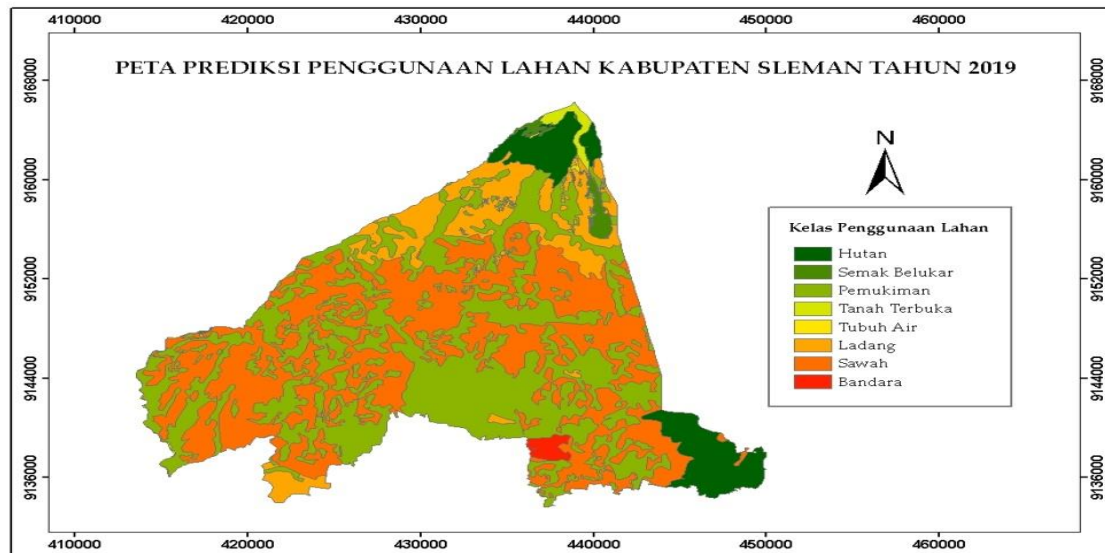 410000 420000 430000 440000 450000 460000
PETA PREDIKSI PENGGUNAAN LAHAN KABUPATEN SLEMAN TAHUN 2019
9168000 9168000
N
9160000 9160000
Kelas Penggunaan Lahan
Hutan
Semak Belukar
Pemukiman
Tanah Terbuka
Tubuh Air
Ladang
Sawah
Bandara
9152000 9152000
9144000 9144000
9136000 9136000
410000 420000 430000 440000 450000 460000